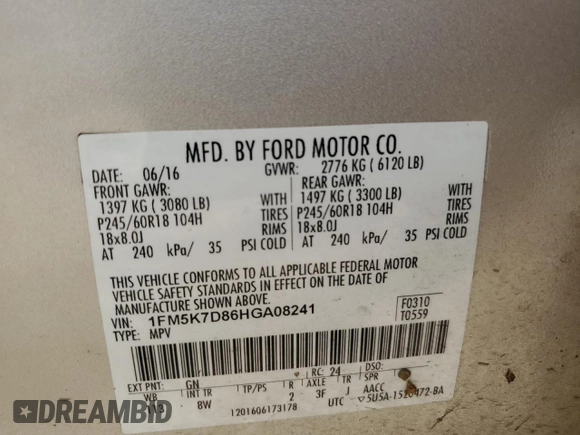 MFD. BY FORD MOTOR CO.
DATE: 06/16 GVWR: 2776 KG ( 6120 LB)
FRONT GAWR: REAR GAWR:
1397 KG ( 3080 LB) WITH 1497 KG ( 3300 LB) WITH
P245/60R18 104H TIRES P245/60R18 104H TIRES
18x8.0J RIMS 18x8.0J RIMS
AT 240 kPa/ 35 PSI COLD AT 240 kPa/ 35 PSI COLD
THIS VEHICLE CONFORMS TO ALL APPLICABLE FEDERAL MOTOR
VEHICLE SAFETY STANDARDS IN EFFECT ON THE DATE OF
MANUFACTURE SHOWN ABOVE.
VIN: 1FM5K7D86HGA08241 F0310
TYPE: MPV T0559
EXT PNT: GN RC: 24 DSO:
WB INT TR TP/PS R AXLE TR SPR
8W 2 3F J AACC
1201606173178 UTC
BIDFAX
A BIDFAX